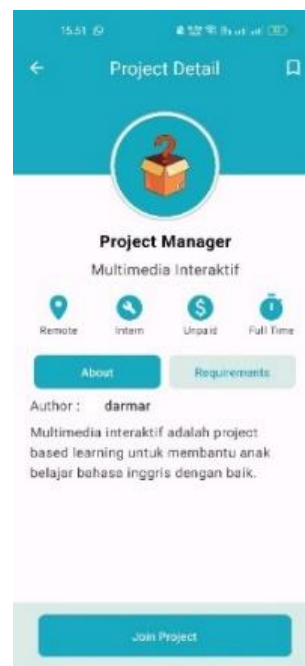 15.51
Project Detail
Project Manager
Multimedia Interaktif
Remote Intern Unpaid Full Time
About Requirements
Author : darmar
Multimedia interaktif adalah project
based learning untuk membantu anak
belajar bahasa inggris dengan baik.
Join Project